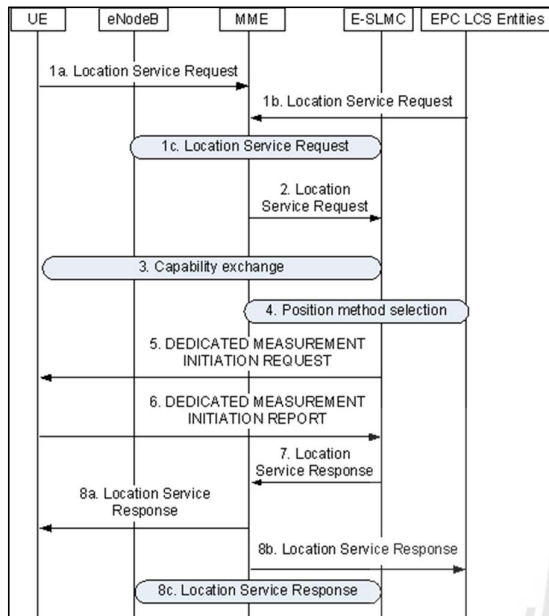 UE eNodeB MME E-SLMC EPC LCS Entities
1a. Location Service Request
1b. Location Service Request
1c. Location Service Request
2. Location
Service Request
3. Capability exchange
4. Position method selection
5. DEDICATED MEASUREMENT
INITIATION REQUEST
6. DEDICATED MEASUREMENT
INITIATION REPORT
7. Location
Service Response
8a. Location Service
Response
8b. Location Service Response
8c. Location Service Response